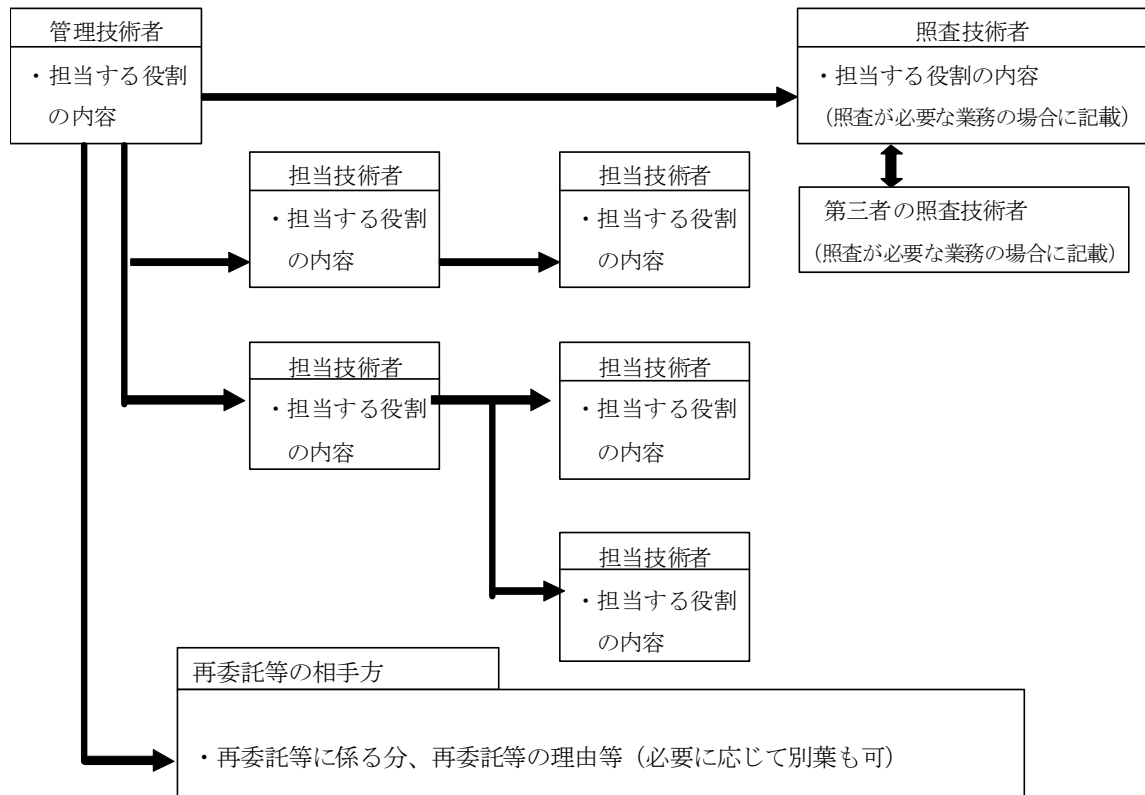 管理技術者
・担当する役割
の内容
照査技術者
・担当する役割の内容
(照査が必要な業務の場合に記載)
第三者の照査技術者
(照査が必要な業務の場合に記載)
担当技術者
・担当する役割
の内容
担当技術者
・担当する役割
の内容
担当技術者
・担当する役割
の内容
担当技術者
・担当する役割
の内容
担当技術者
・担当する役割
の内容
再委託等の相手方
・再委託等に係る分、再委託等の理由等（必要に応じて別葉も可）